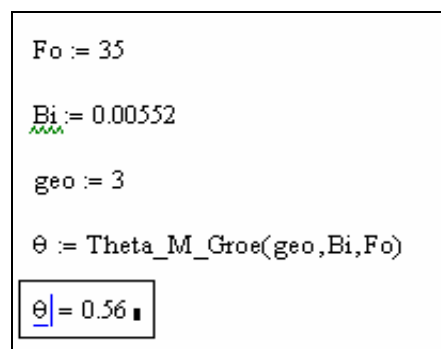 Fo := 35
Bi := 0.00552
geo := 3
θ := Theta_M_Groe(geo,Bi,Fo)
θ = 0.56